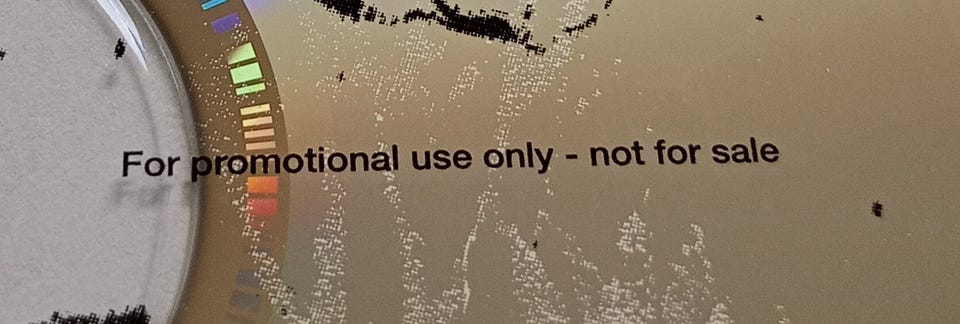 For promotional use only - not for sale